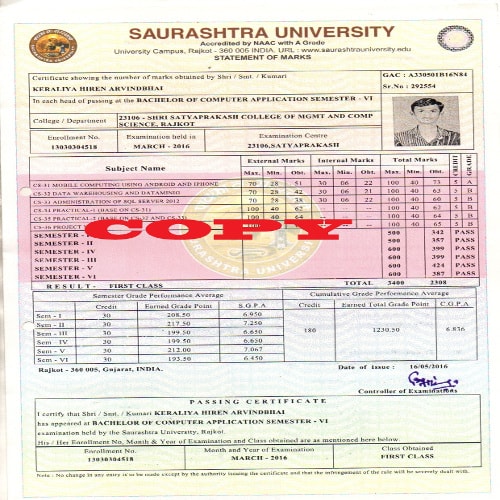 SAURASHTRA UNIVERSITY
Accredited by NAAC with A Grade
University Campus, Rajkot - 360 005 INDIA. URL : www.saurashtrauniversity.edu
STATEMENT OF MARKS
Certificate showing the number of marks obtained by Shri / Smt. / Kumari
GAC : A330501B16N84
KERALIYA HIREN ARVINDBHAI
Sr.No : 292554
In each head of passing at the BACHELOR OF COMPUTER APPLICATION SEMESTER - VI
College / Department 23106 - SHRI SATYAPRAKASH COLLEGE OF MGMT AND COMP SCIENCE, RAJKOT
Enrollment No. Examination held in Examination Centre
13030304518 MARCH - 2016 23106,SATYAPRAKASH
Subject Name External Marks Internal Marks Total Marks CREDIT GRADE
Max. Min. Obt. Max. Min. Obt. Max. Min. Obt.
CS-31 MOBILE COMPUTING USING ANDROID AND IPHONE 70 28 51 30 06 22 100 40 73 5 A
CS-32 DATA WAREHOUSING AND DATAMINING 70 28 42 30 06 21 100 40 63 5 B
CS-33 ADMINISTRATION OF SQL SERVER 2012 70 28 38 30 06 22 100 40 60 5 B
CS-34 PRACTICAL-1 (BASE ON CS-31) 100 40 62 100 40 62 5 B
CS-35 PRACTICAL-2 (BASE ON CS-32 AND CS-33) 100 40 64 100 40 64 5 B
CS-36 PROJECT 100 40 65 5 B
COPY
SEMESTER - I 500 342 PASS
SEMESTER - II 500 357 PASS
SEMESTER - III 600 399 PASS
SEMESTER - IV 600 399 PASS
SEMESTER - V 600 424 PASS
SEMESTER - VI 600 387 PASS
RESULT - FIRST CLASS TOTAL 3400 2308
SAURASHTRA UNIVERSITY
Semester Grade Performance Average Cumulative Grade Performance Average
Credit Earned Grade Point S.G.P.A Credit Earned Total Grade Point C.G.P.A
Sem - I 30 208.50 6.950
Sem - II 30 217.50 7.250
Sem - III 30 199.50 6.650 180 1230.50 6.836
Sem - IV 30 199.50 6.650
Sem - V 30 212.00 7.067
Sem - VI 30 193.50 6.450
Rajkot - 360 005, Gujarat, INDIA. Date of Issue : 16/05/2016
Controller of Examinations
PASSING CERTIFICATE
I certify that Shri / Smt. / Kumari KERALIYA HIREN ARVINDBHAI
has appeared at BACHELOR OF COMPUTER APPLICATION SEMESTER - VI
examination held by the Saurashtra University, Rajkot.
His / Her Enrollment No, Month & Year of Examination and Class obtained are as mentioned here below.
Enrollment No. Month and Year of Examination Class Obtained
13030304518 MARCH - 2016 FIRST CLASS
Note : No change in any entry is to be made except by the authority issuing the certificate and that the infringement of the rule will be severely dealt with.